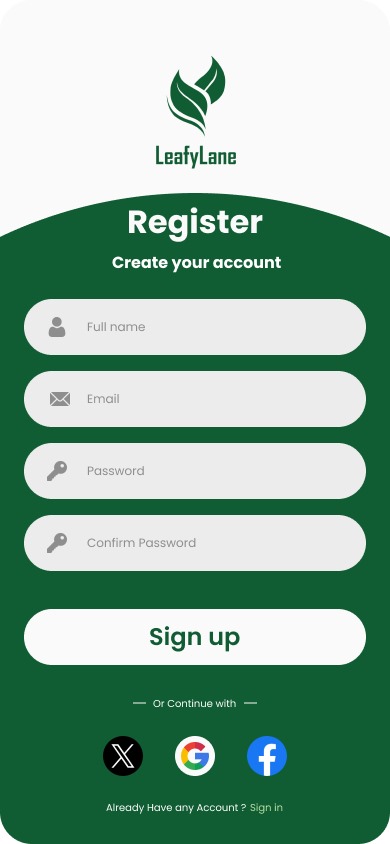 LeafyLane
Register
Create your account
Full name
Email
Password
Confirm Password
Sign up
Or Continue with
Already Have any Account ? Sign in